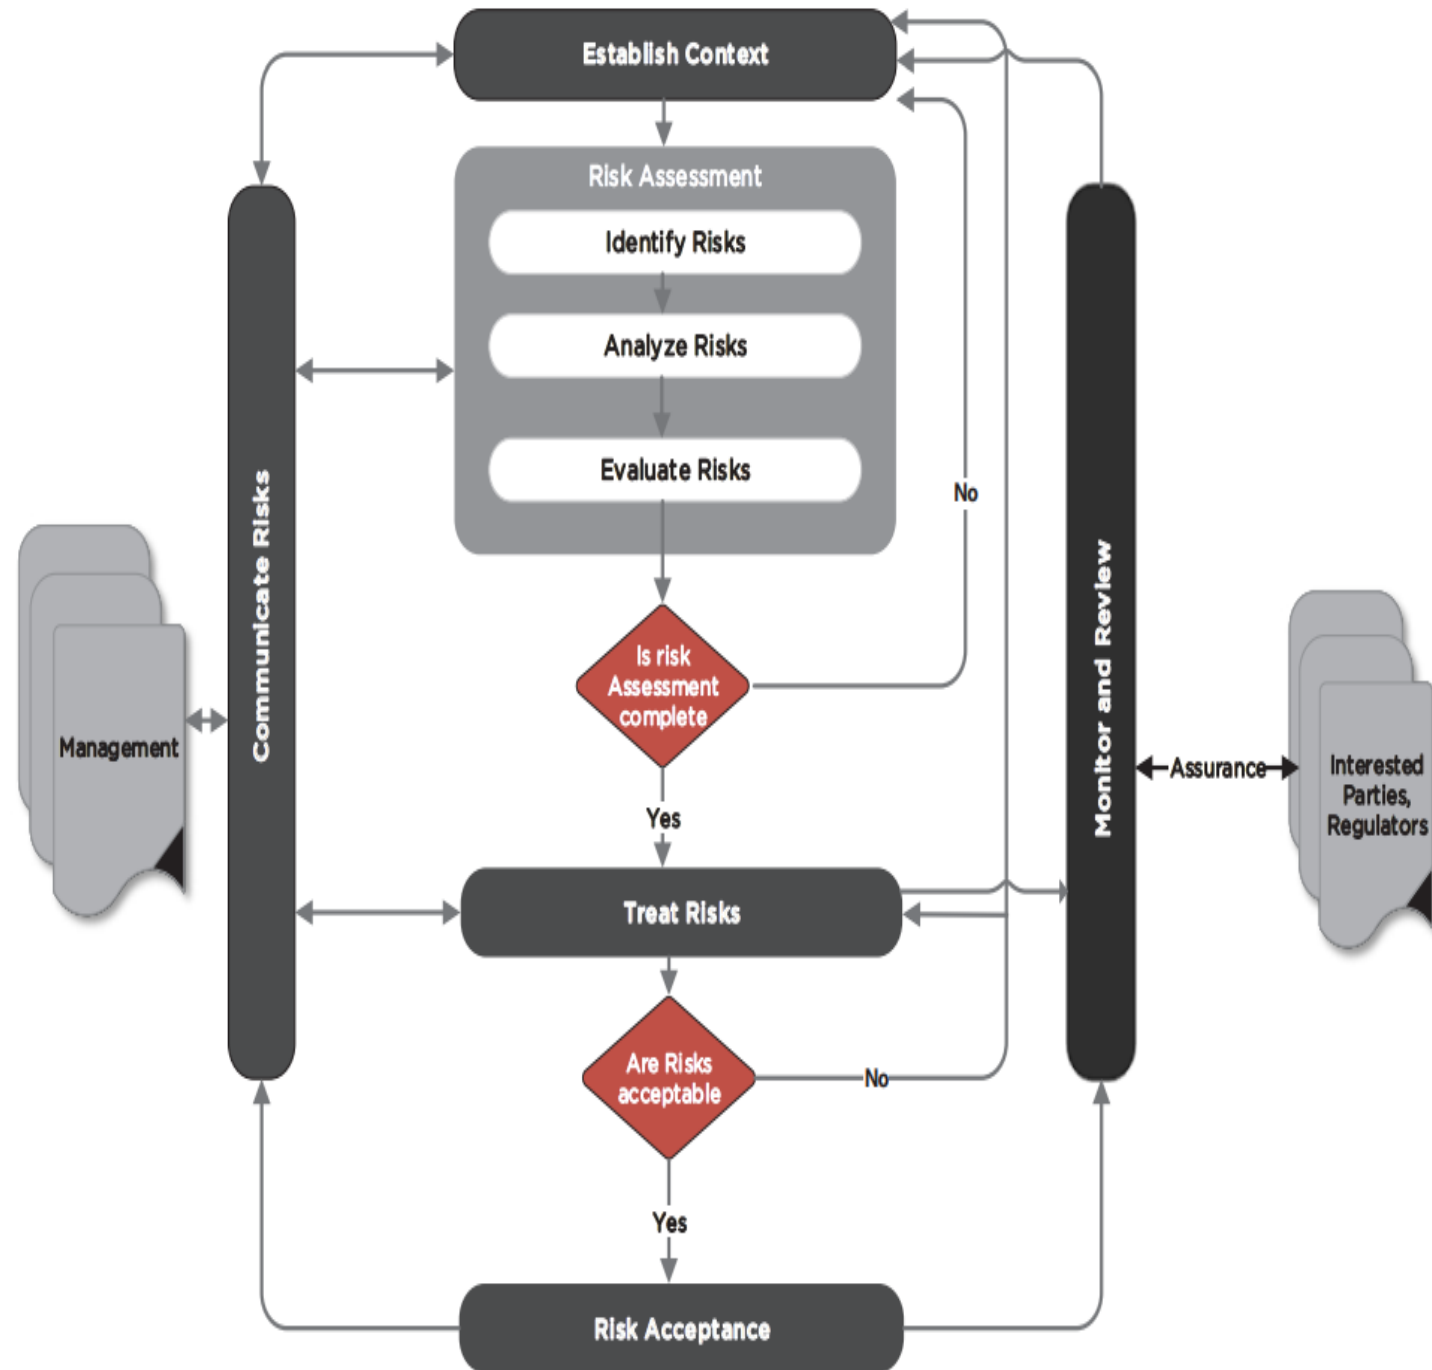 Establish Context
Risk Assessment
Identify Risks
Analyze Risks
Evaluate Risks
No
Communicate Risks
Monitor and Review
Is risk
Assessment
complete
Management
Assurance
Interested
Parties,
Regulators
Yes
Treat Risks
Are Risks
acceptable
No
Yes
Risk Acceptance